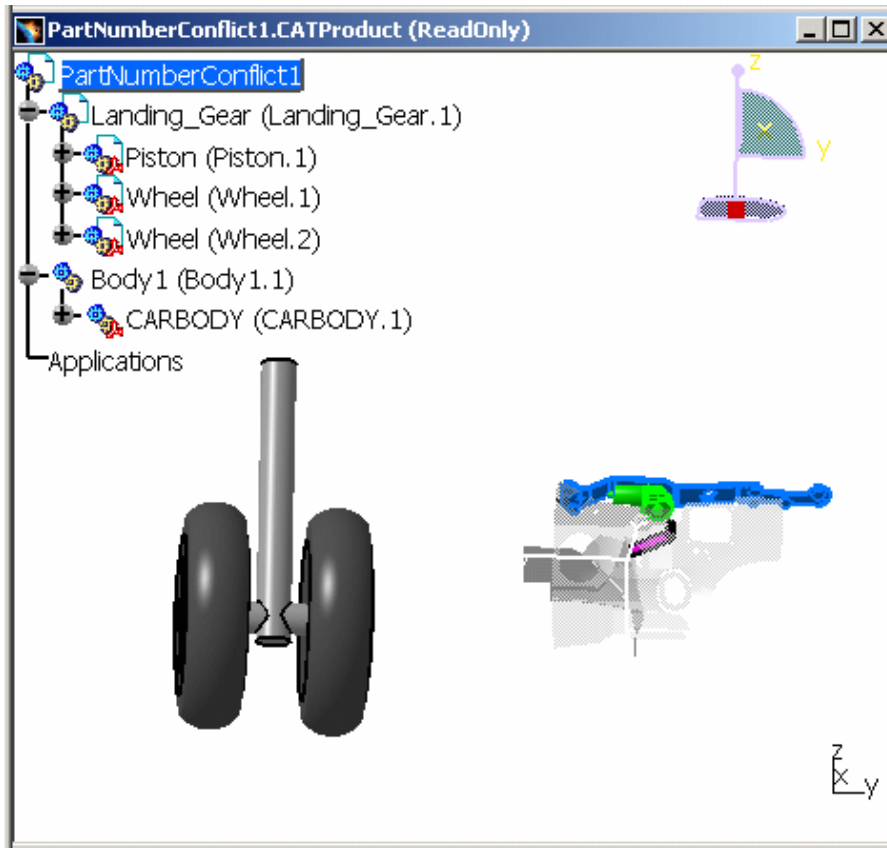 PartNumberConflict1.CATProduct (ReadOnly)
PartNumberConflict1
Landing_Gear (Landing_Gear.1)
Piston (Piston.1)
Wheel (Wheel.1)
Wheel (Wheel.2)
Body1 (Body1.1)
CARBODY (CARBODY.1)
Applications
z
x
y
z
x
y